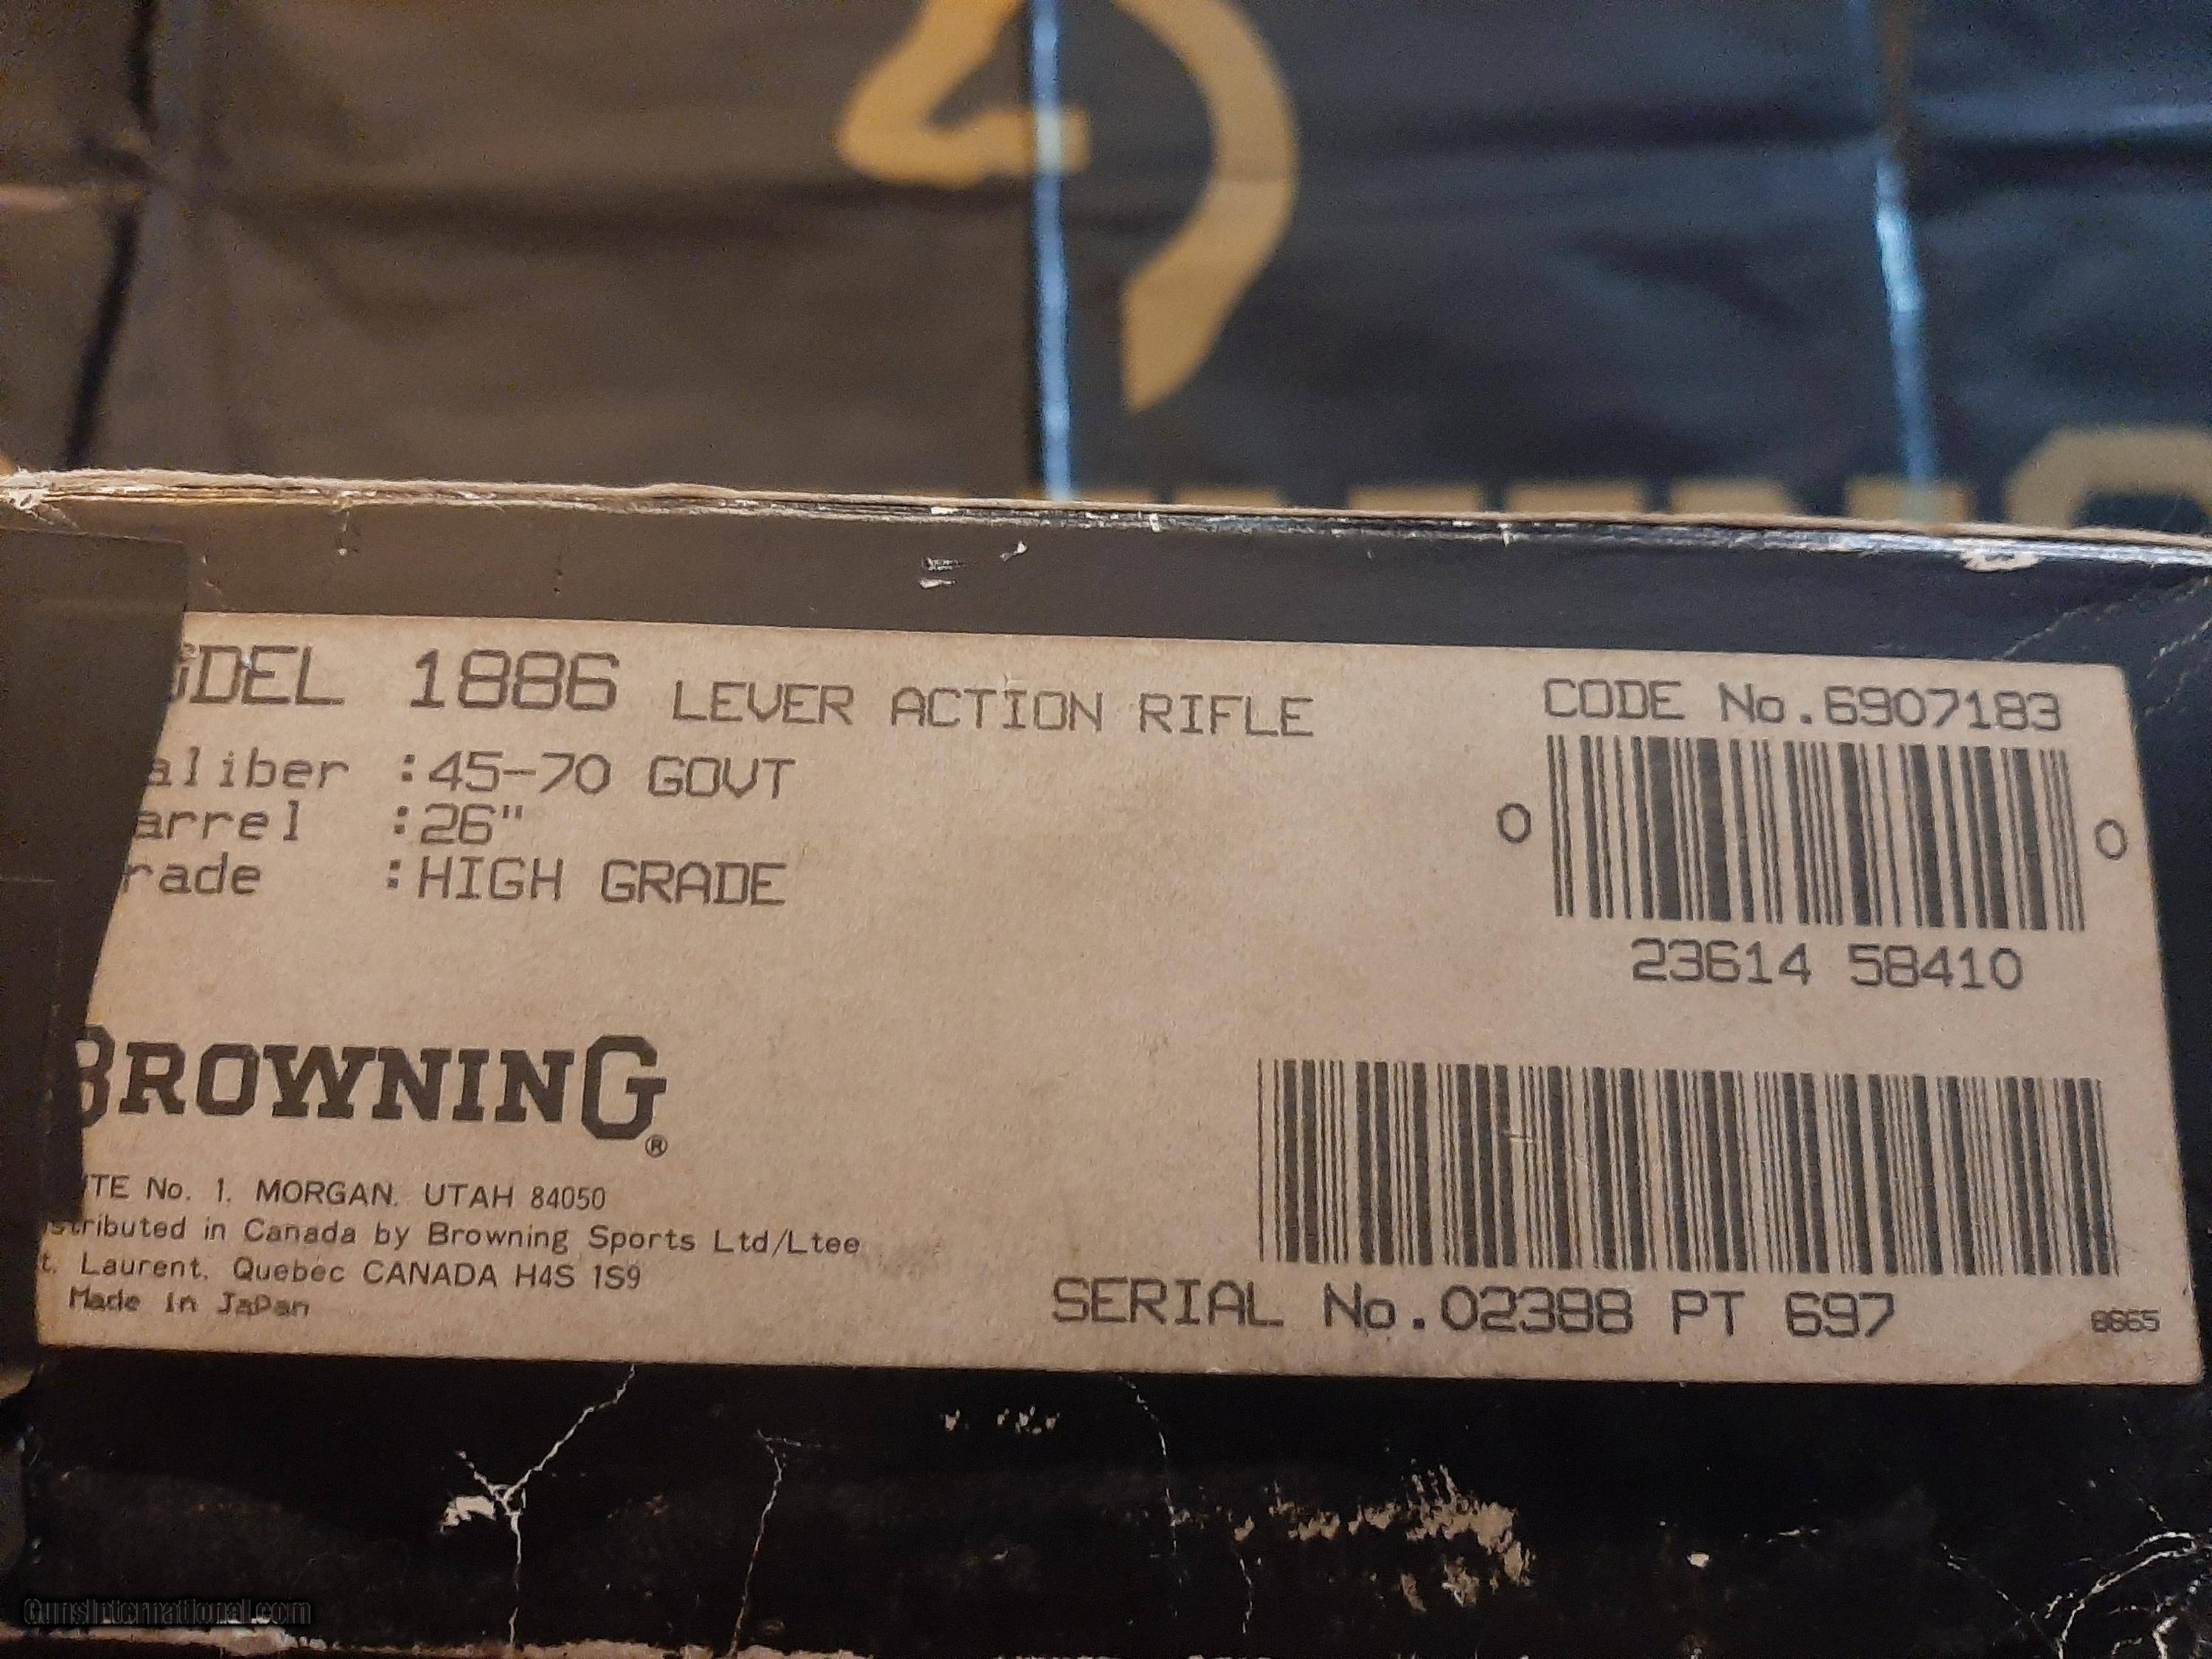 ODEL 1886 LEVER ACTION RIFLE
aliber :45-70 GOVT
arrel :26"
rade :HIGH GRADE
CODE No.6907183
0 0
23614 58410
BROWNING®
TE No. 1. MORGAN. UTAH 84050
stributed in Canada by Browning Sports Ltd/Ltee
t. Laurent, Quebec CANADA H4S 1S9
Made in Japan
SERIAL No.02388 PT 697
8665
GunsInternational.com